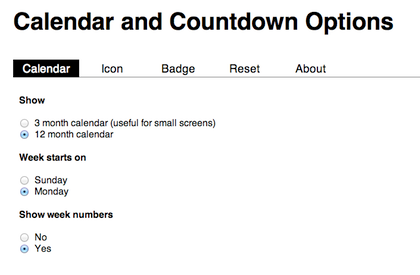 Calendar and Countdown Options
Calendar Icon Badge Reset About
Show
3 month calendar (useful for small screens)
12 month calendar
Week starts on
Sunday
Monday
Show week numbers
No
Yes